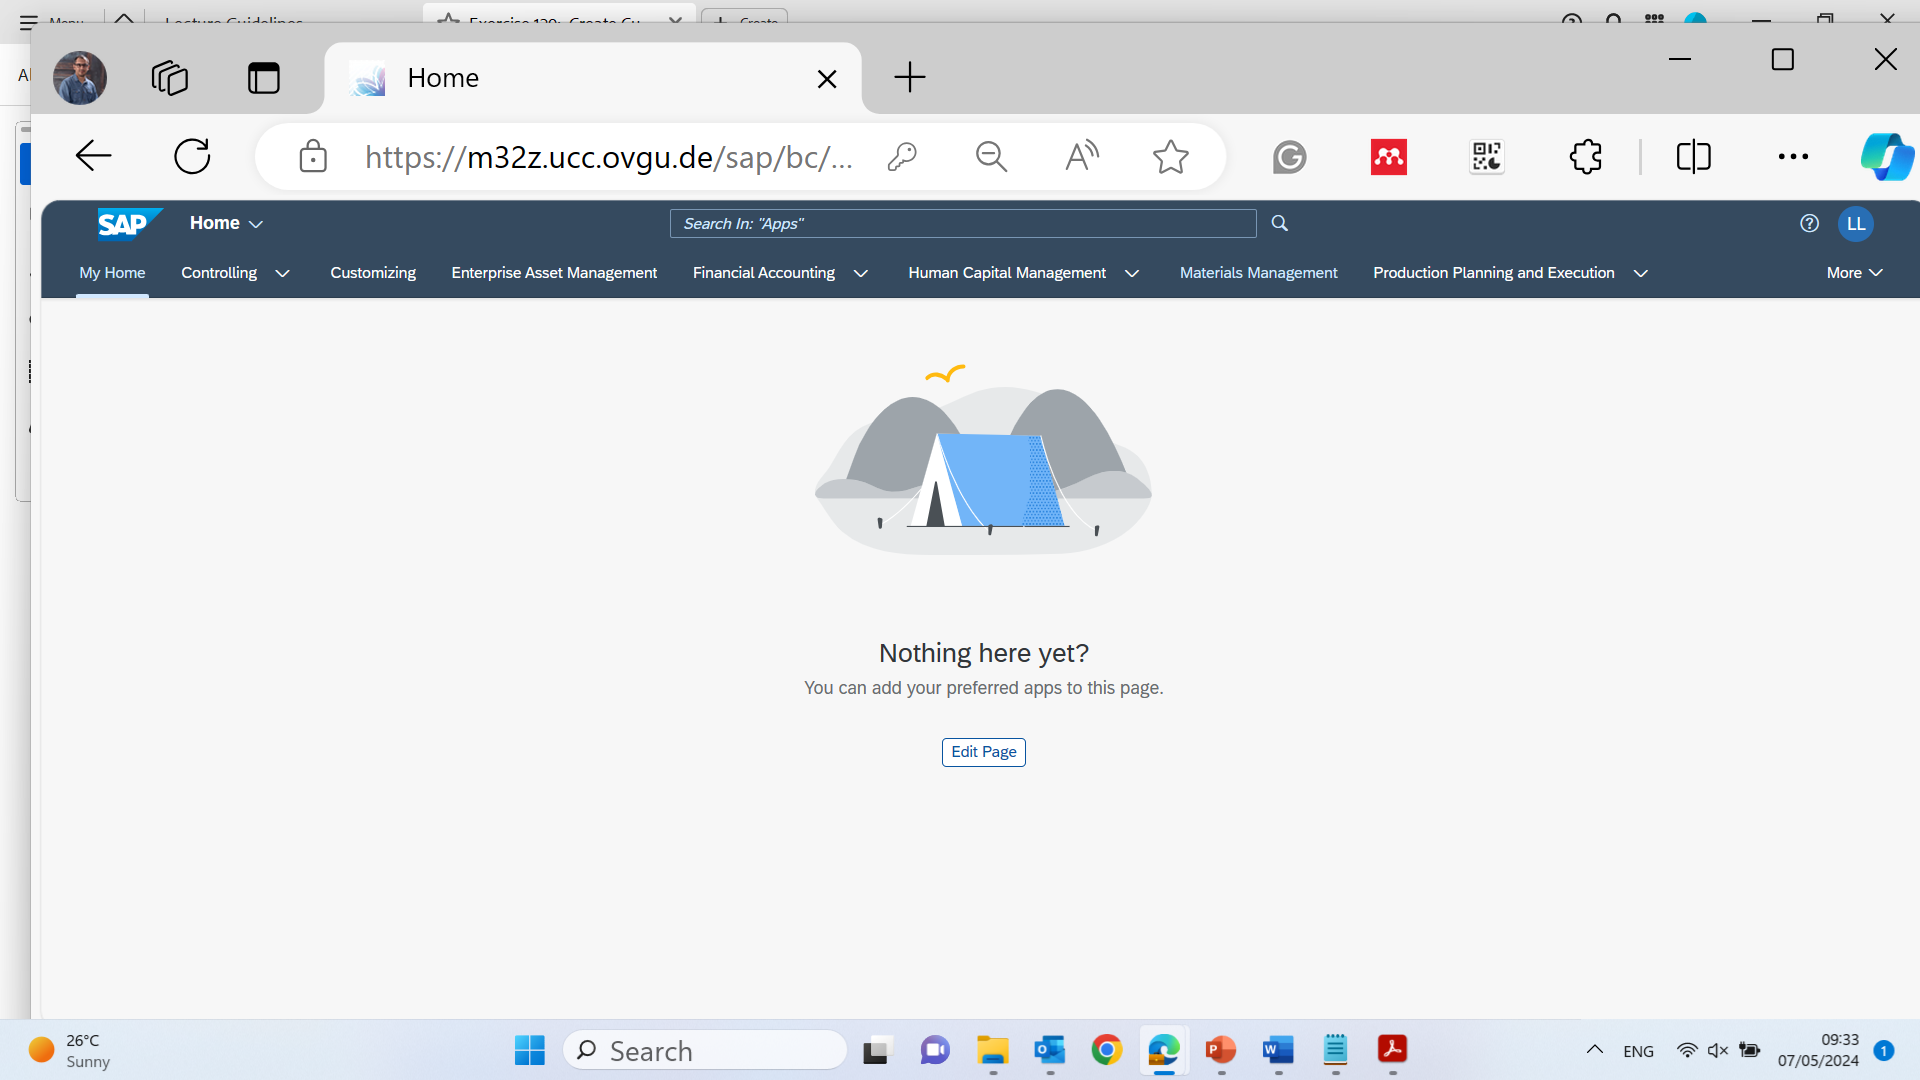 Home
https://m32z.ucc.ovgu.de/sap/bc/...
SAP Home Search In: "Apps" LL
My Home Controlling Customizing Enterprise Asset Management Financial Accounting Human Capital Management Materials Management Production Planning and Execution More
Nothing here yet?
You can add your preferred apps to this page.
Edit Page
26°C
Sunny
Search
ENG
09:33
07/05/2024
1